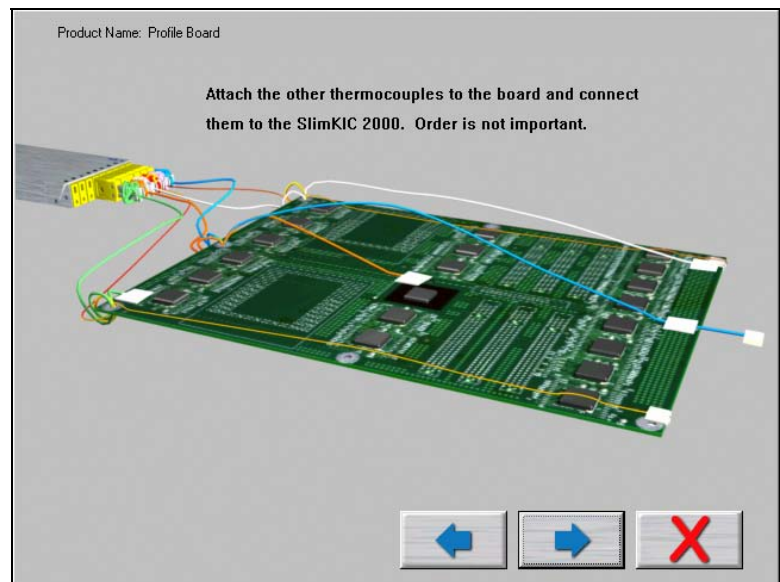 Product Name: Profile Board
Attach the other thermocouples to the board and connect
them to the SlimKIC 2000. Order is not important.